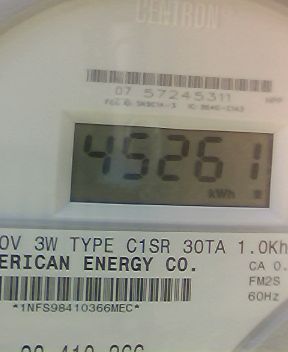 CENTRON
07 57245311
45261
kWh
0V 3W TYPE C1SR 30TA 1.0Kh
ERICAN ENERGY CO.
CA 0.
FM2S
60Hz
*1NFS98410366MEC*